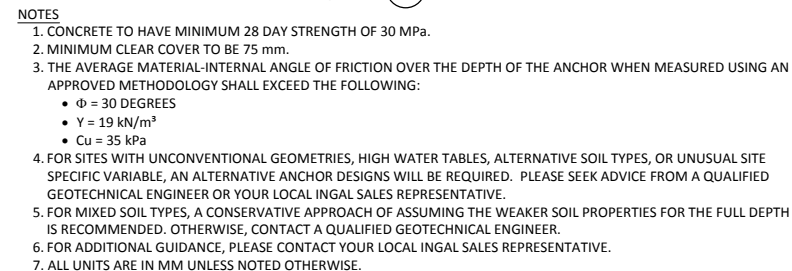 NOTES
1. CONCRETE TO HAVE MINIMUM 28 DAY STRENGTH OF 30 MPa.
2. MINIMUM CLEAR COVER TO BE 75 mm.
3. THE AVERAGE MATERIAL-INTERNAL ANGLE OF FRICTION OVER THE DEPTH OF THE ANCHOR WHEN MEASURED USING AN
APPROVED METHODOLOGY SHALL EXCEED THE FOLLOWING:
• Φ = 30 DEGREES
• Y = 19 kN/m³
• Cu = 35 kPa
4. FOR SITES WITH UNCONVENTIONAL GEOMETRIES, HIGH WATER TABLES, ALTERNATIVE SOIL TYPES, OR UNUSUAL SITE
SPECIFIC VARIABLE, AN ALTERNATIVE ANCHOR DESIGNS WILL BE REQUIRED. PLEASE SEEK ADVICE FROM A QUALIFIED
GEOTECHNICAL ENGINEER OR YOUR LOCAL INGAL SALES REPRESENTATIVE.
5. FOR MIXED SOIL TYPES, A CONSERVATIVE APPROACH OF ASSUMING THE WEAKER SOIL PROPERTIES FOR THE FULL DEPTH
IS RECOMMENDED. OTHERWISE, CONTACT A QUALIFIED GEOTECHNICAL ENGINEER.
6. FOR ADDITIONAL GUIDANCE, PLEASE CONTACT YOUR LOCAL INGAL SALES REPRESENTATIVE.
7. ALL UNITS ARE IN MM UNLESS NOTED OTHERWISE.